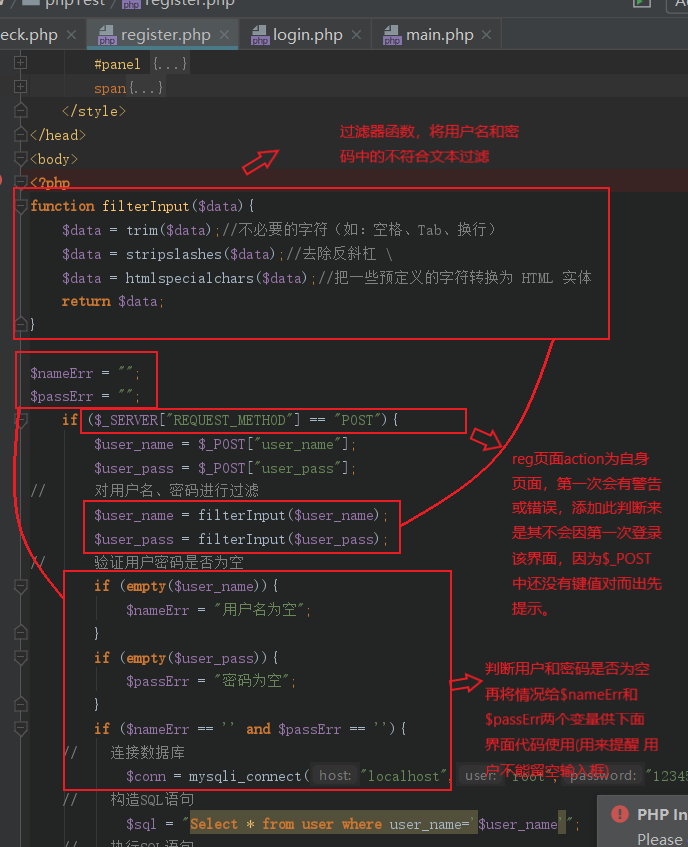 phpTest register.php
eck.php × register.php × login.php × main.php ×
#panel {...}
span{...}
</style>
</head>
<body>
<?php
过滤器函数，将用户名和密
码中的不符合文本过滤
function filterInput($data){
$data = trim($data);//不必要的字符（如：空格、Tab、换行）
$data = stripslashes($data);//去除反斜杠 \
$data = htmlspecialchars($data);//把一些预定义的字符转换为 HTML 实体
return $data;
}
$nameErr = "";
$passErr = "";
if ($_SERVER["REQUEST_METHOD"] == "POST"){
$user_name = $_POST["user_name"];
$user_pass = $_POST["user_pass"];
// 对用户名、密码进行过滤
$user_name = filterInput($user_name);
$user_pass = filterInput($user_pass);
// 验证用户密码是否为空
reg页面action为自身
页面，第一次会有警告
或错误，添加此判断来
是其不会因第一次登录
该界面，因为$_POST
中还没有键值对而出先
提示。
if (empty($user_name)){
$nameErr = "用户名为空";
}
if (empty($user_pass)){
$passErr = "密码为空";
}
if ($nameErr == '' and $passErr == ''){
// 连接数据库
$conn = mysqli_connect( host: "localhost", user: "root", password: "12345
判断用户和密码是否为空
再将情况给$nameErr和
$passErr两个变量供下面
界面代码使用(用来提醒 用
户不能留空输入框)
// 构造SQL语句
$sql = "Select * from user where user_name='$user_name'";
// 执行SQL语句
PHP In
Please